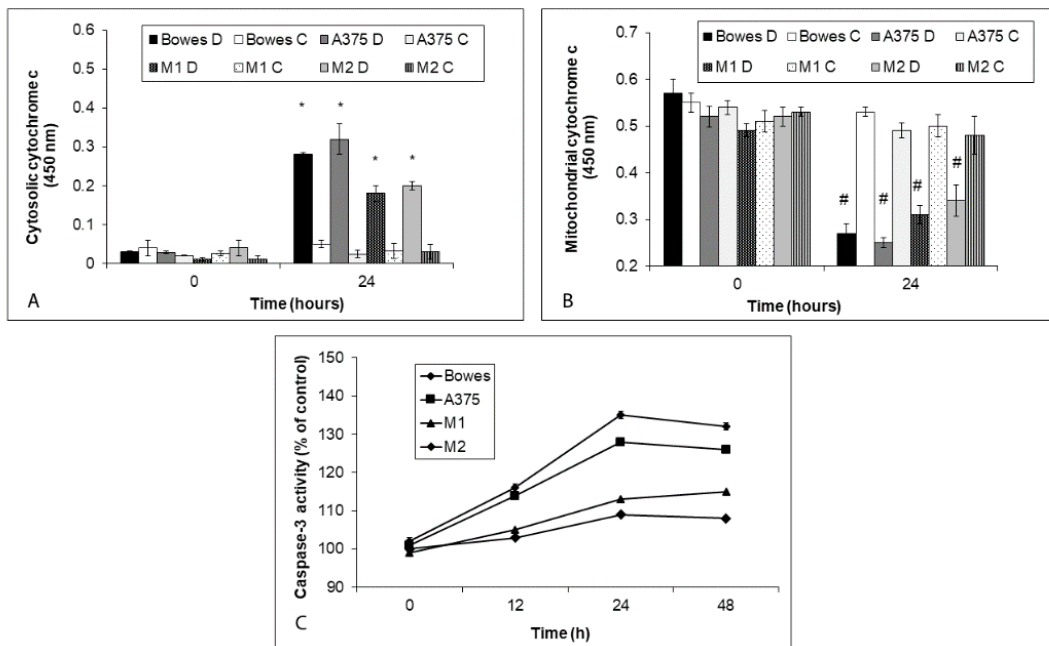 0.6
0.5
0.4
0.3
0.2
0.1
0
Cytosolic cytochrome c
(450 nm)
Bowes D Bowes C A375 D A375 C
M1 D M1 C M2 D M2 C
* *
* *
0 24
Time (hours)
A
0.7
0.6
0.5
0.4
0.3
0.2
Mitochondrial cytochrome c
(450 nm)
Bowes D Bowes C A375 D A375 C
M1 D M1 C M2 D M2 C
# # # #
0 24
Time (hours)
B
150
140
130
120
110
100
90
Caspase-3 activity (% of control)
Bowes
A375
M1
M2
0 12 24 48
Time (h)
C